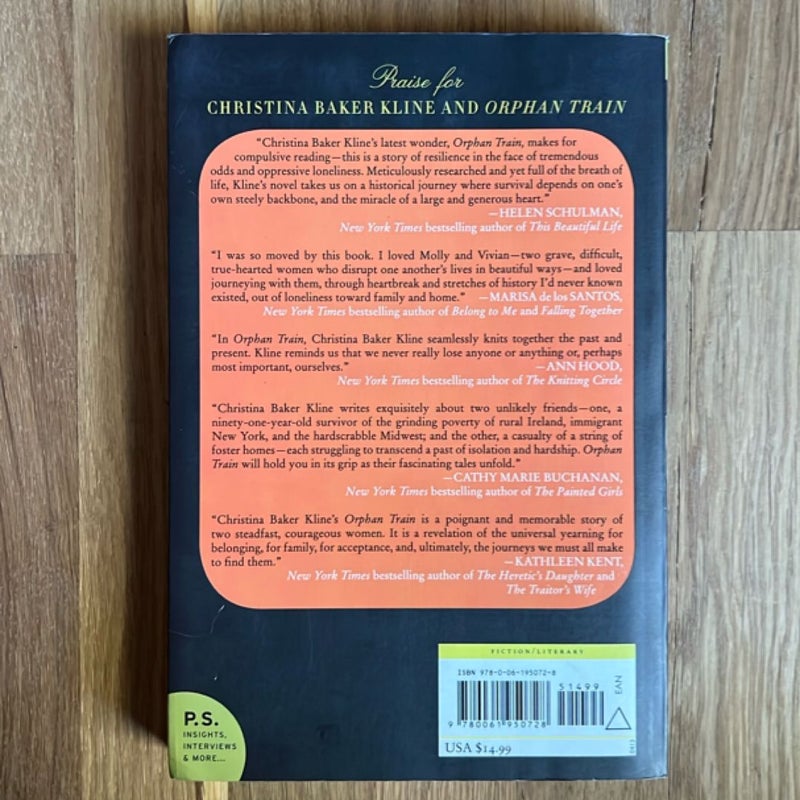 Praise for
CHRISTINA BAKER KLINE AND ORPHAN TRAIN
“Christina Baker Kline’s latest wonder, Orphan Train, makes for
compulsive reading—this is a story of resilience in the face of tremendous
odds and oppressive loneliness. Meticulously researched and yet full of the breath of
life, Kline’s novel takes us on a historical journey where survival depends on one’s
own steely backbone, and the miracle of a large and generous heart.”
—HELEN SCHULMAN,
New York Times bestselling author of This Beautiful Life
“I was so moved by this book. I loved Molly and Vivian—two grave, difficult,
true-hearted women who disrupt one another’s lives in beautiful ways—and loved
journeying with them, through heartbreak and stretches of history I’d never known
existed, out of loneliness toward family and home.” —MARISA de los SANTOS,
New York Times bestselling author of Belong to Me and Falling Together
“In Orphan Train, Christina Baker Kline seamlessly knits together the past and
present. Kline reminds us that we never really lose anyone or anything or, perhaps
most important, ourselves.” —ANN HOOD,
New York Times bestselling author of The Knitting Circle
“Christina Baker Kline writes exquisitely about two unlikely friends—one, a
ninety-one-year-old survivor of the grinding poverty of rural Ireland, immigrant
New York, and the hardscrabble Midwest; and the other, a casualty of a string of
foster homes—each struggling to transcend a past of isolation and hardship. Orphan
Train will hold you in its grip as their fascinating tales unfold.”
—CATHY MARIE BUCHANAN,
New York Times bestselling author of The Painted Girls
“Christina Baker Kline’s Orphan Train is a poignant and memorable story of
two steadfast, courageous women. It is a revelation of the universal yearning for
belonging, for family, for acceptance, and, ultimately, the journeys we must all make
to find them.” —KATHLEEN KENT,
New York Times bestselling author of The Heretic’s Daughter and
The Traitor’s Wife
FICTION/LITERARY
ISBN 978-0-06-195072-8
51499
EAN
9 780061 950728
USA $14.99
0413
P.S.
INSIGHTS,
INTERVIEWS
& MORE...